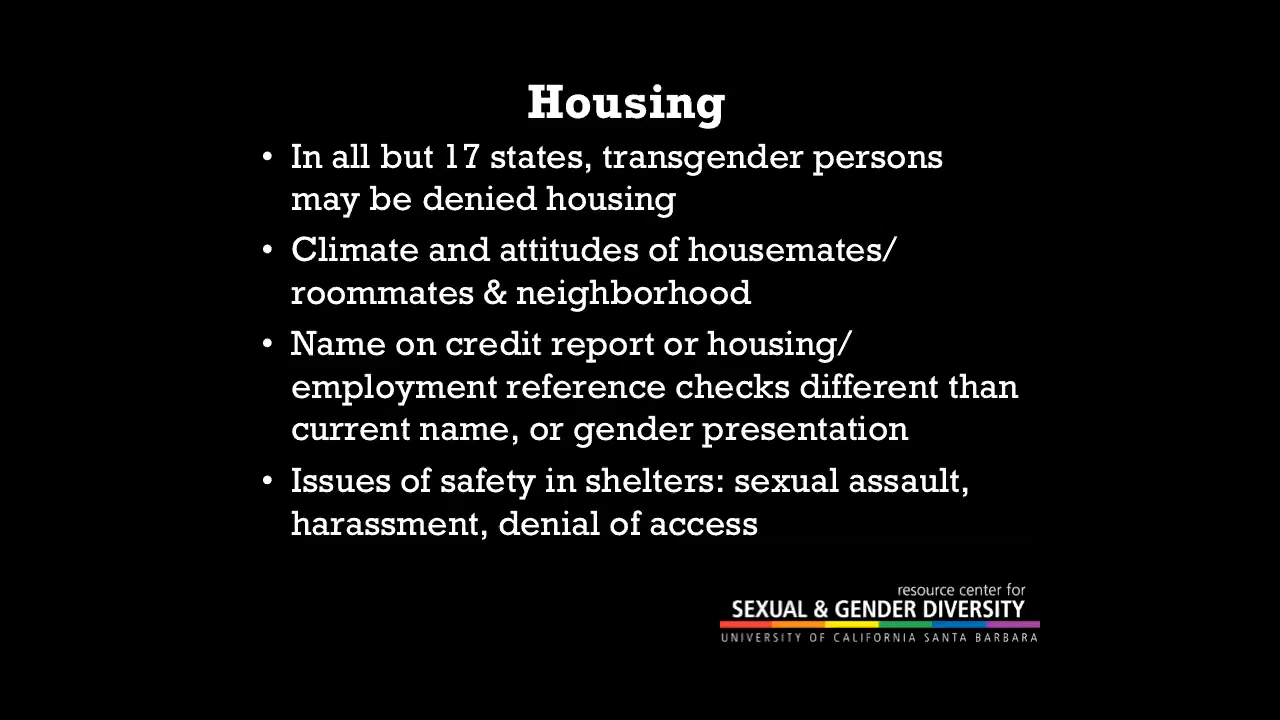 Housing
• In all but 17 states, transgender persons
may be denied housing
• Climate and attitudes of housemates/
roommates & neighborhood
• Name on credit report or housing/
employment reference checks different than
current name, or gender presentation
• Issues of safety in shelters: sexual assault,
harassment, denial of access
resource center for
SEXUAL & GENDER DIVERSITY
UNIVERSITY OF CALIFORNIA SANTA BARBARA